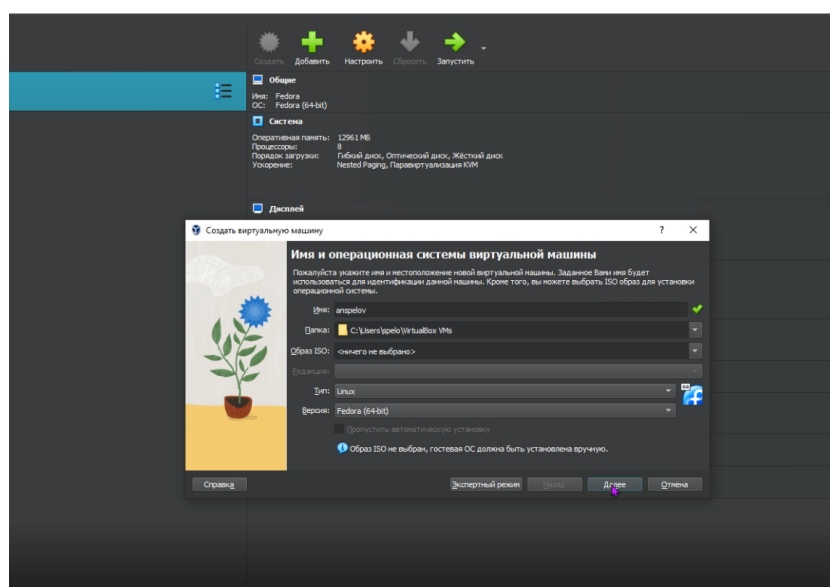 Создать Добавить Настроить Сбросить Запустить
Общие
Имя: Fedora
ОС: Fedora (64-bit)
Система
Оперативная память: 12961 МБ
Процессоры: 8
Порядок загрузки: Гибкий диск, Оптический диск, Жёсткий диск
Ускорение: Nested Paging, Паравиртуализация KVM
Дисплей
Создать виртуальную машину ? ×
Имя и операционная системы виртуальной машины
Пожалуйста укажите имя и местоположение новой виртуальной машины. Заданное Вами имя будет
использоваться для идентификации данной машины. Кроме того, вы можете выбрать ISO образ для установки
операционной системы.
Имя: anspelov
Папка: C:\Users\spelo\VirtualBox VMs
Образ ISO: <ничего не выбрано>
Редакция:
Тип: Linux
64
Версия: Fedora (64-bit)
Пропустить автоматическую установку
Образ ISO не выбран, гостевая ОС должна быть установлена вручную.
Справка Экспертный режим Назад Далее Отмена